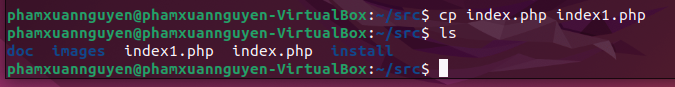 phamxuannguyen@phamxuannguyen-VirtualBox:~/src$ cp index.php index1.php
phamxuannguyen@phamxuannguyen-VirtualBox:~/src$ ls
doc  images  index1.php  index.php  install
phamxuannguyen@phamxuannguyen-VirtualBox:~/src$